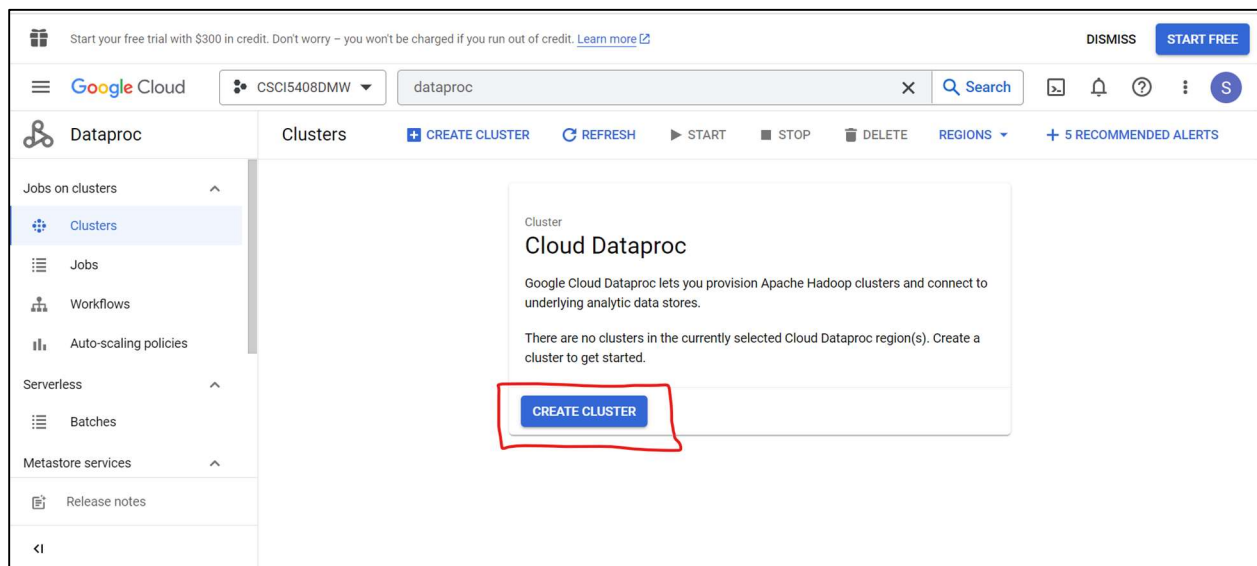 Start your free trial with $300 in credit. Don't worry – you won't be charged if you run out of credit. Learn more
DISMISS
START FREE
Google Cloud
CSCI5408DMW
dataproc
Search
S
Dataproc
Clusters
CREATE CLUSTER
REFRESH
START
STOP
DELETE
REGIONS
5 RECOMMENDED ALERTS
Jobs on clusters
Clusters
Jobs
Workflows
Auto-scaling policies
Serverless
Batches
Metastore services
Release notes
Cluster
Cloud Dataproc
Google Cloud Dataproc lets you provision Apache Hadoop clusters and connect to
underlying analytic data stores.
There are no clusters in the currently selected Cloud Dataproc region(s). Create a
cluster to get started.
CREATE CLUSTER